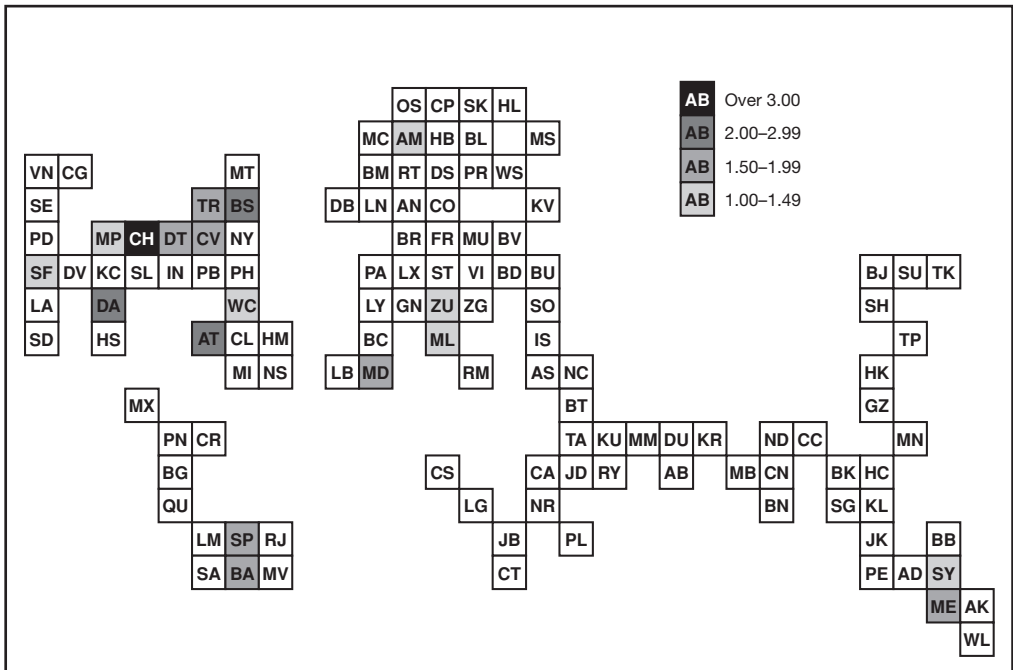 OS CP SK HL
AB Over 3.00
MC AM HB BL MS
AB 2.00–2.99
VN CG MT BM RT DS PR WS
AB 1.50–1.99
SE TR BS DB LN AN CO KV
AB 1.00–1.49
PD MP CH DT CV NY BR FR MU BV
SF DV KC SL IN PB PH PA LX ST VI BD BU BJ SU TK
LA DA WC LY GN ZU ZG SO SH
SD HS AT CL HM BC ML IS TP
MI NS LB MD RM AS NC HK
MX BT GZ
PN CR TA KU MM DU KR ND CC MN
BG CS CA JD RY AB MB CN BK HC
QU LG NR BN SG KL
LM SP RJ JB PL JK BB
SA BA MV CT PE AD SY
ME AK
WL